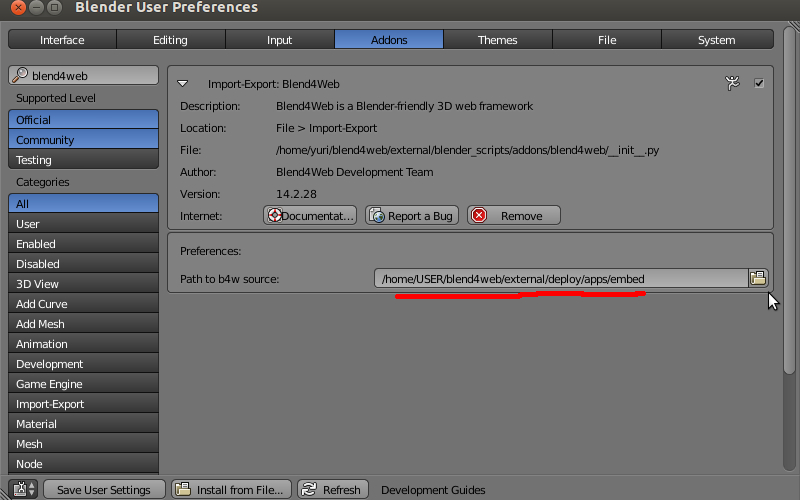 Blender User Preferences
Interface Editing Input Addons Themes File System
blend4web
Supported Level
Official
Community
Testing
Categories
All
User
Enabled
Disabled
3D View
Add Curve
Add Mesh
Animation
Development
Game Engine
Import-Export
Material
Mesh
Node
Import-Export: Blend4Web
Description: Blend4Web is a Blender-friendly 3D web framework
Location: File > Import-Export
File: /home/yuri/blend4web/external/blender_scripts/addons/blend4web/__init__.py
Author: Blend4Web Development Team
Version: 14.2.28
Internet: Documentat... Report a Bug Remove
Preferences:
Path to b4w source: /home/USER/blend4web/external/deploy/apps/embed
Save User Settings Install from File... Refresh Development Guides